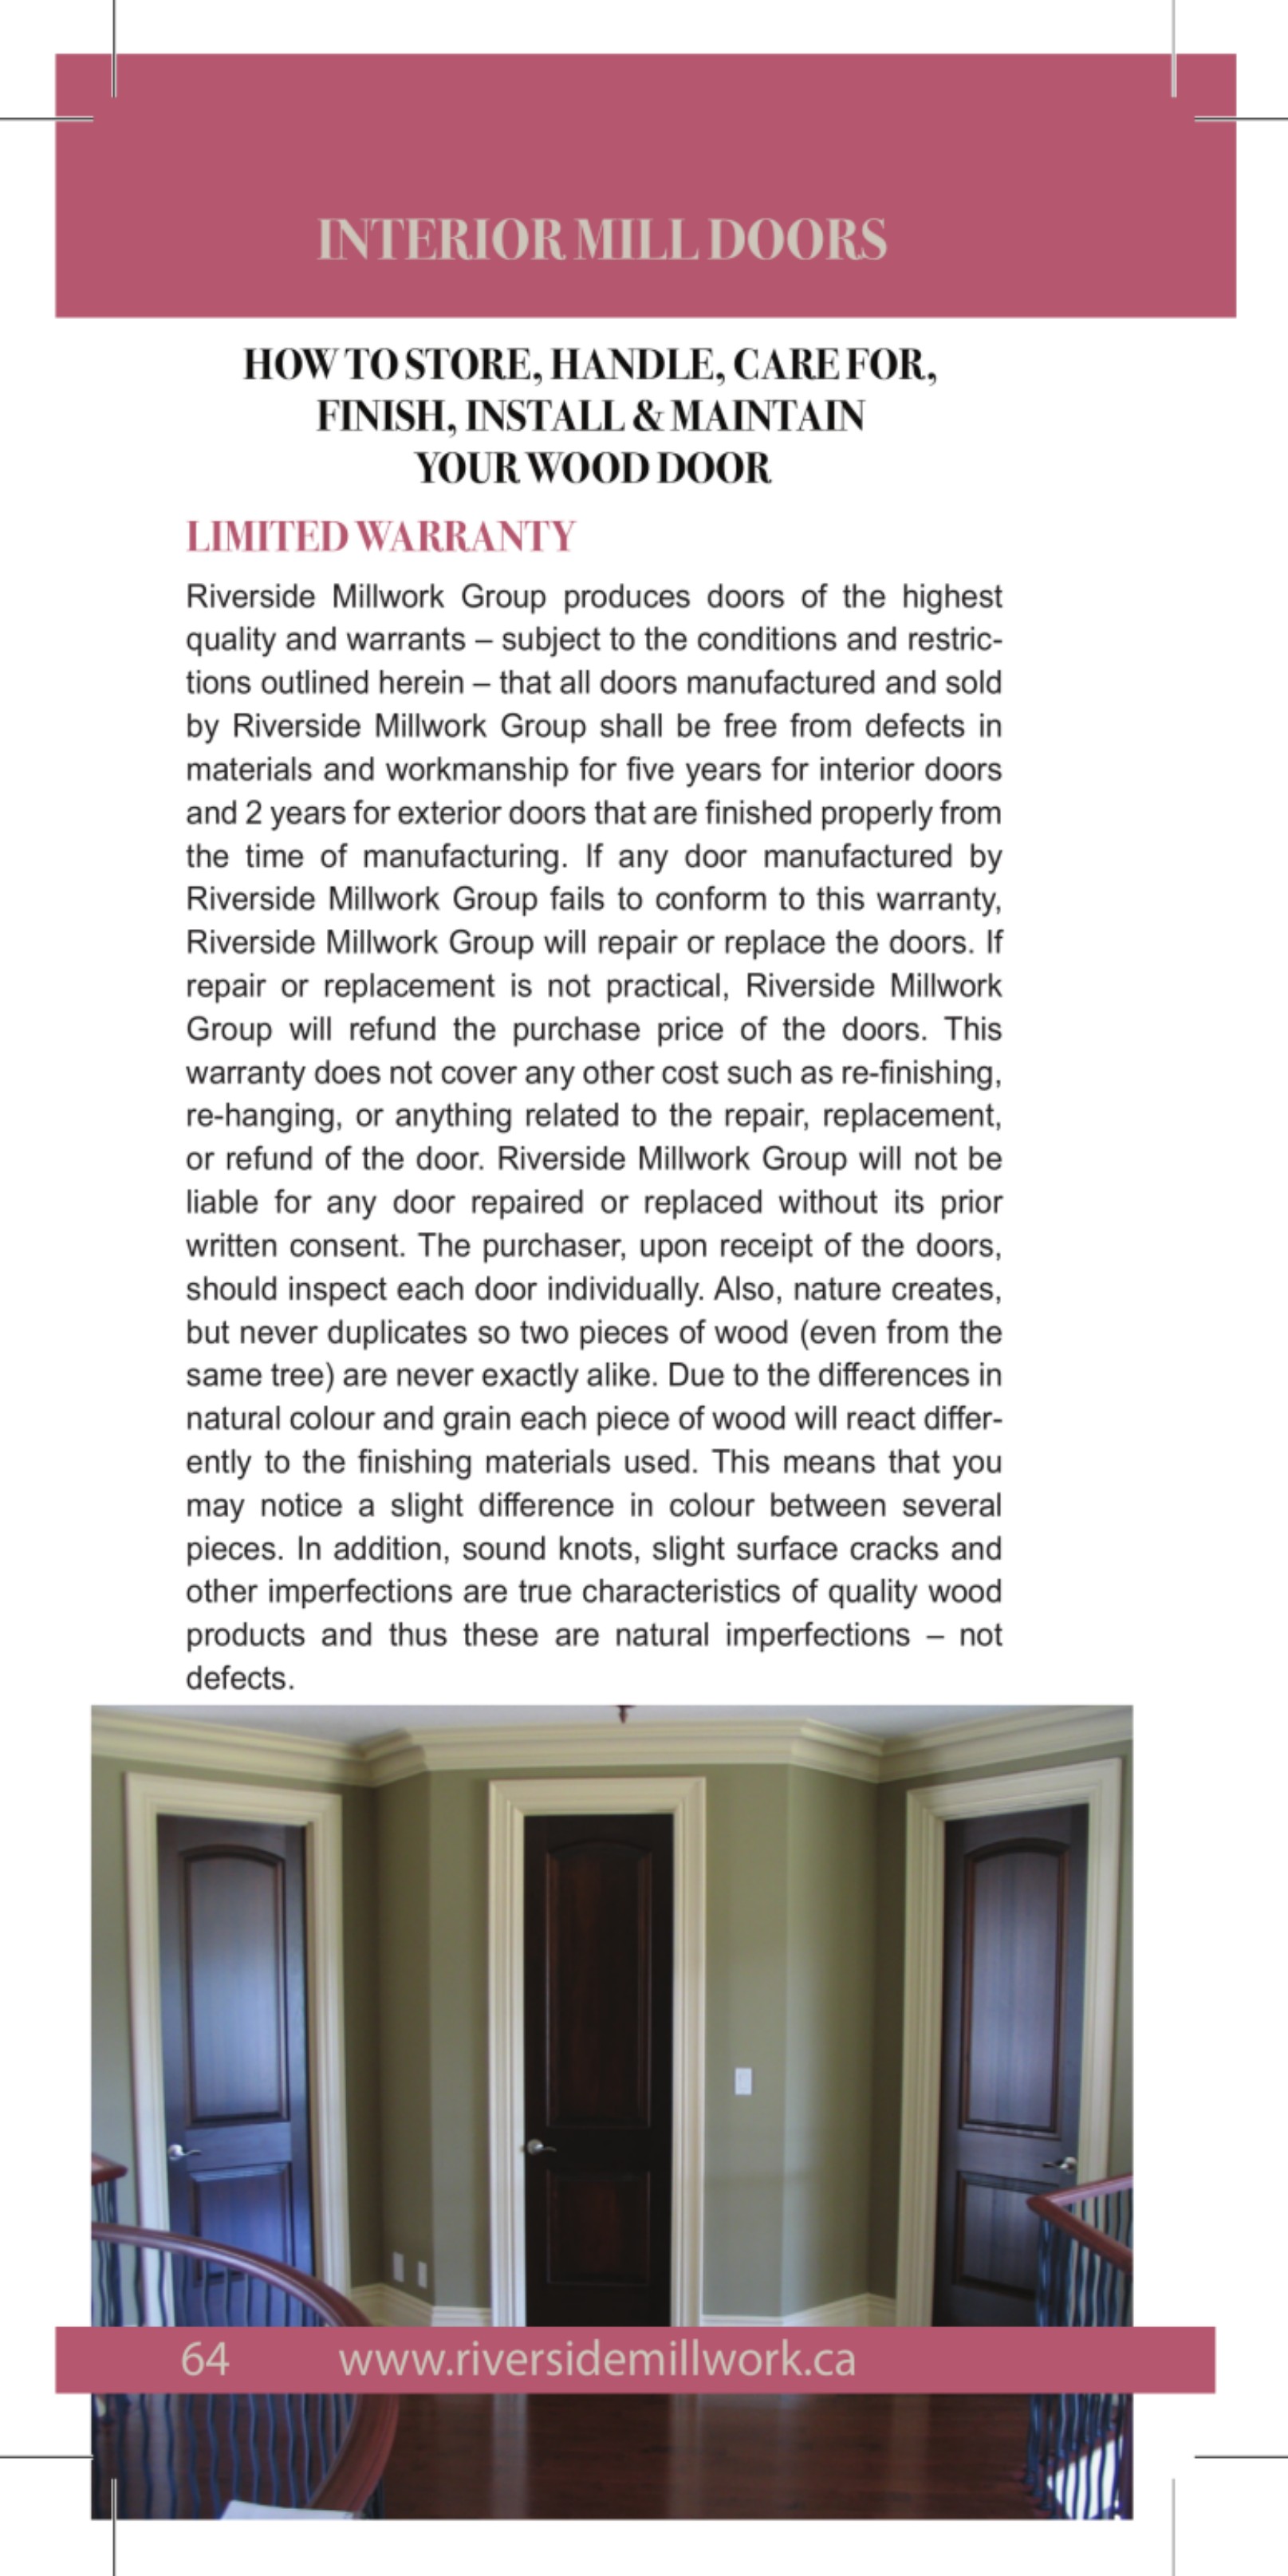 INTERIOR MILL DOORS
HOW TO STORE, HANDLE, CARE FOR,
FINISH, INSTALL & MAINTAIN
YOUR WOOD DOOR
LIMITED WARRANTY
Riverside Millwork Group produces doors of the highest
quality and warrants – subject to the conditions and restric-
tions outlined herein – that all doors manufactured and sold
by Riverside Millwork Group shall be free from defects in
materials and workmanship for five years for interior doors
and 2 years for exterior doors that are finished properly from
the time of manufacturing. If any door manufactured by
Riverside Millwork Group fails to conform to this warranty,
Riverside Millwork Group will repair or replace the doors. If
repair or replacement is not practical, Riverside Millwork
Group will refund the purchase price of the doors. This
warranty does not cover any other cost such as re-finishing,
re-hanging, or anything related to the repair, replacement,
or refund of the door. Riverside Millwork Group will not be
liable for any door repaired or replaced without its prior
written consent. The purchaser, upon receipt of the doors,
should inspect each door individually. Also, nature creates,
but never duplicates so two pieces of wood (even from the
same tree) are never exactly alike. Due to the differences in
natural colour and grain each piece of wood will react differ-
ently to the finishing materials used. This means that you
may notice a slight difference in colour between several
pieces. In addition, sound knots, slight surface cracks and
other imperfections are true characteristics of quality wood
products and thus these are natural imperfections – not
defects.
64 www.riversidemillwork.ca